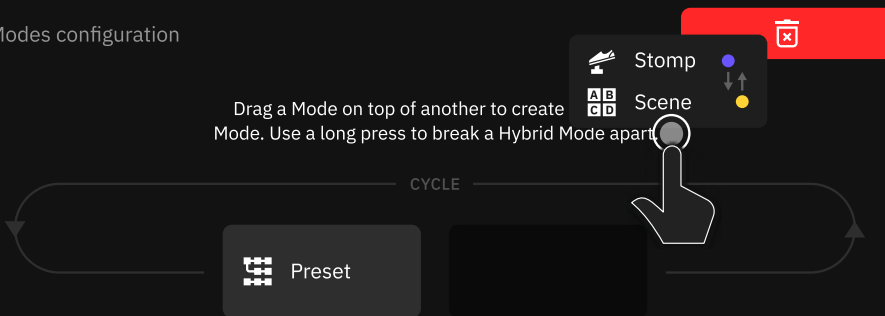 Modes configuration
Stomp
A B
C D
Scene
Drag a Mode on top of another to create
Mode. Use a long press to break a Hybrid Mode apart
CYCLE
Preset